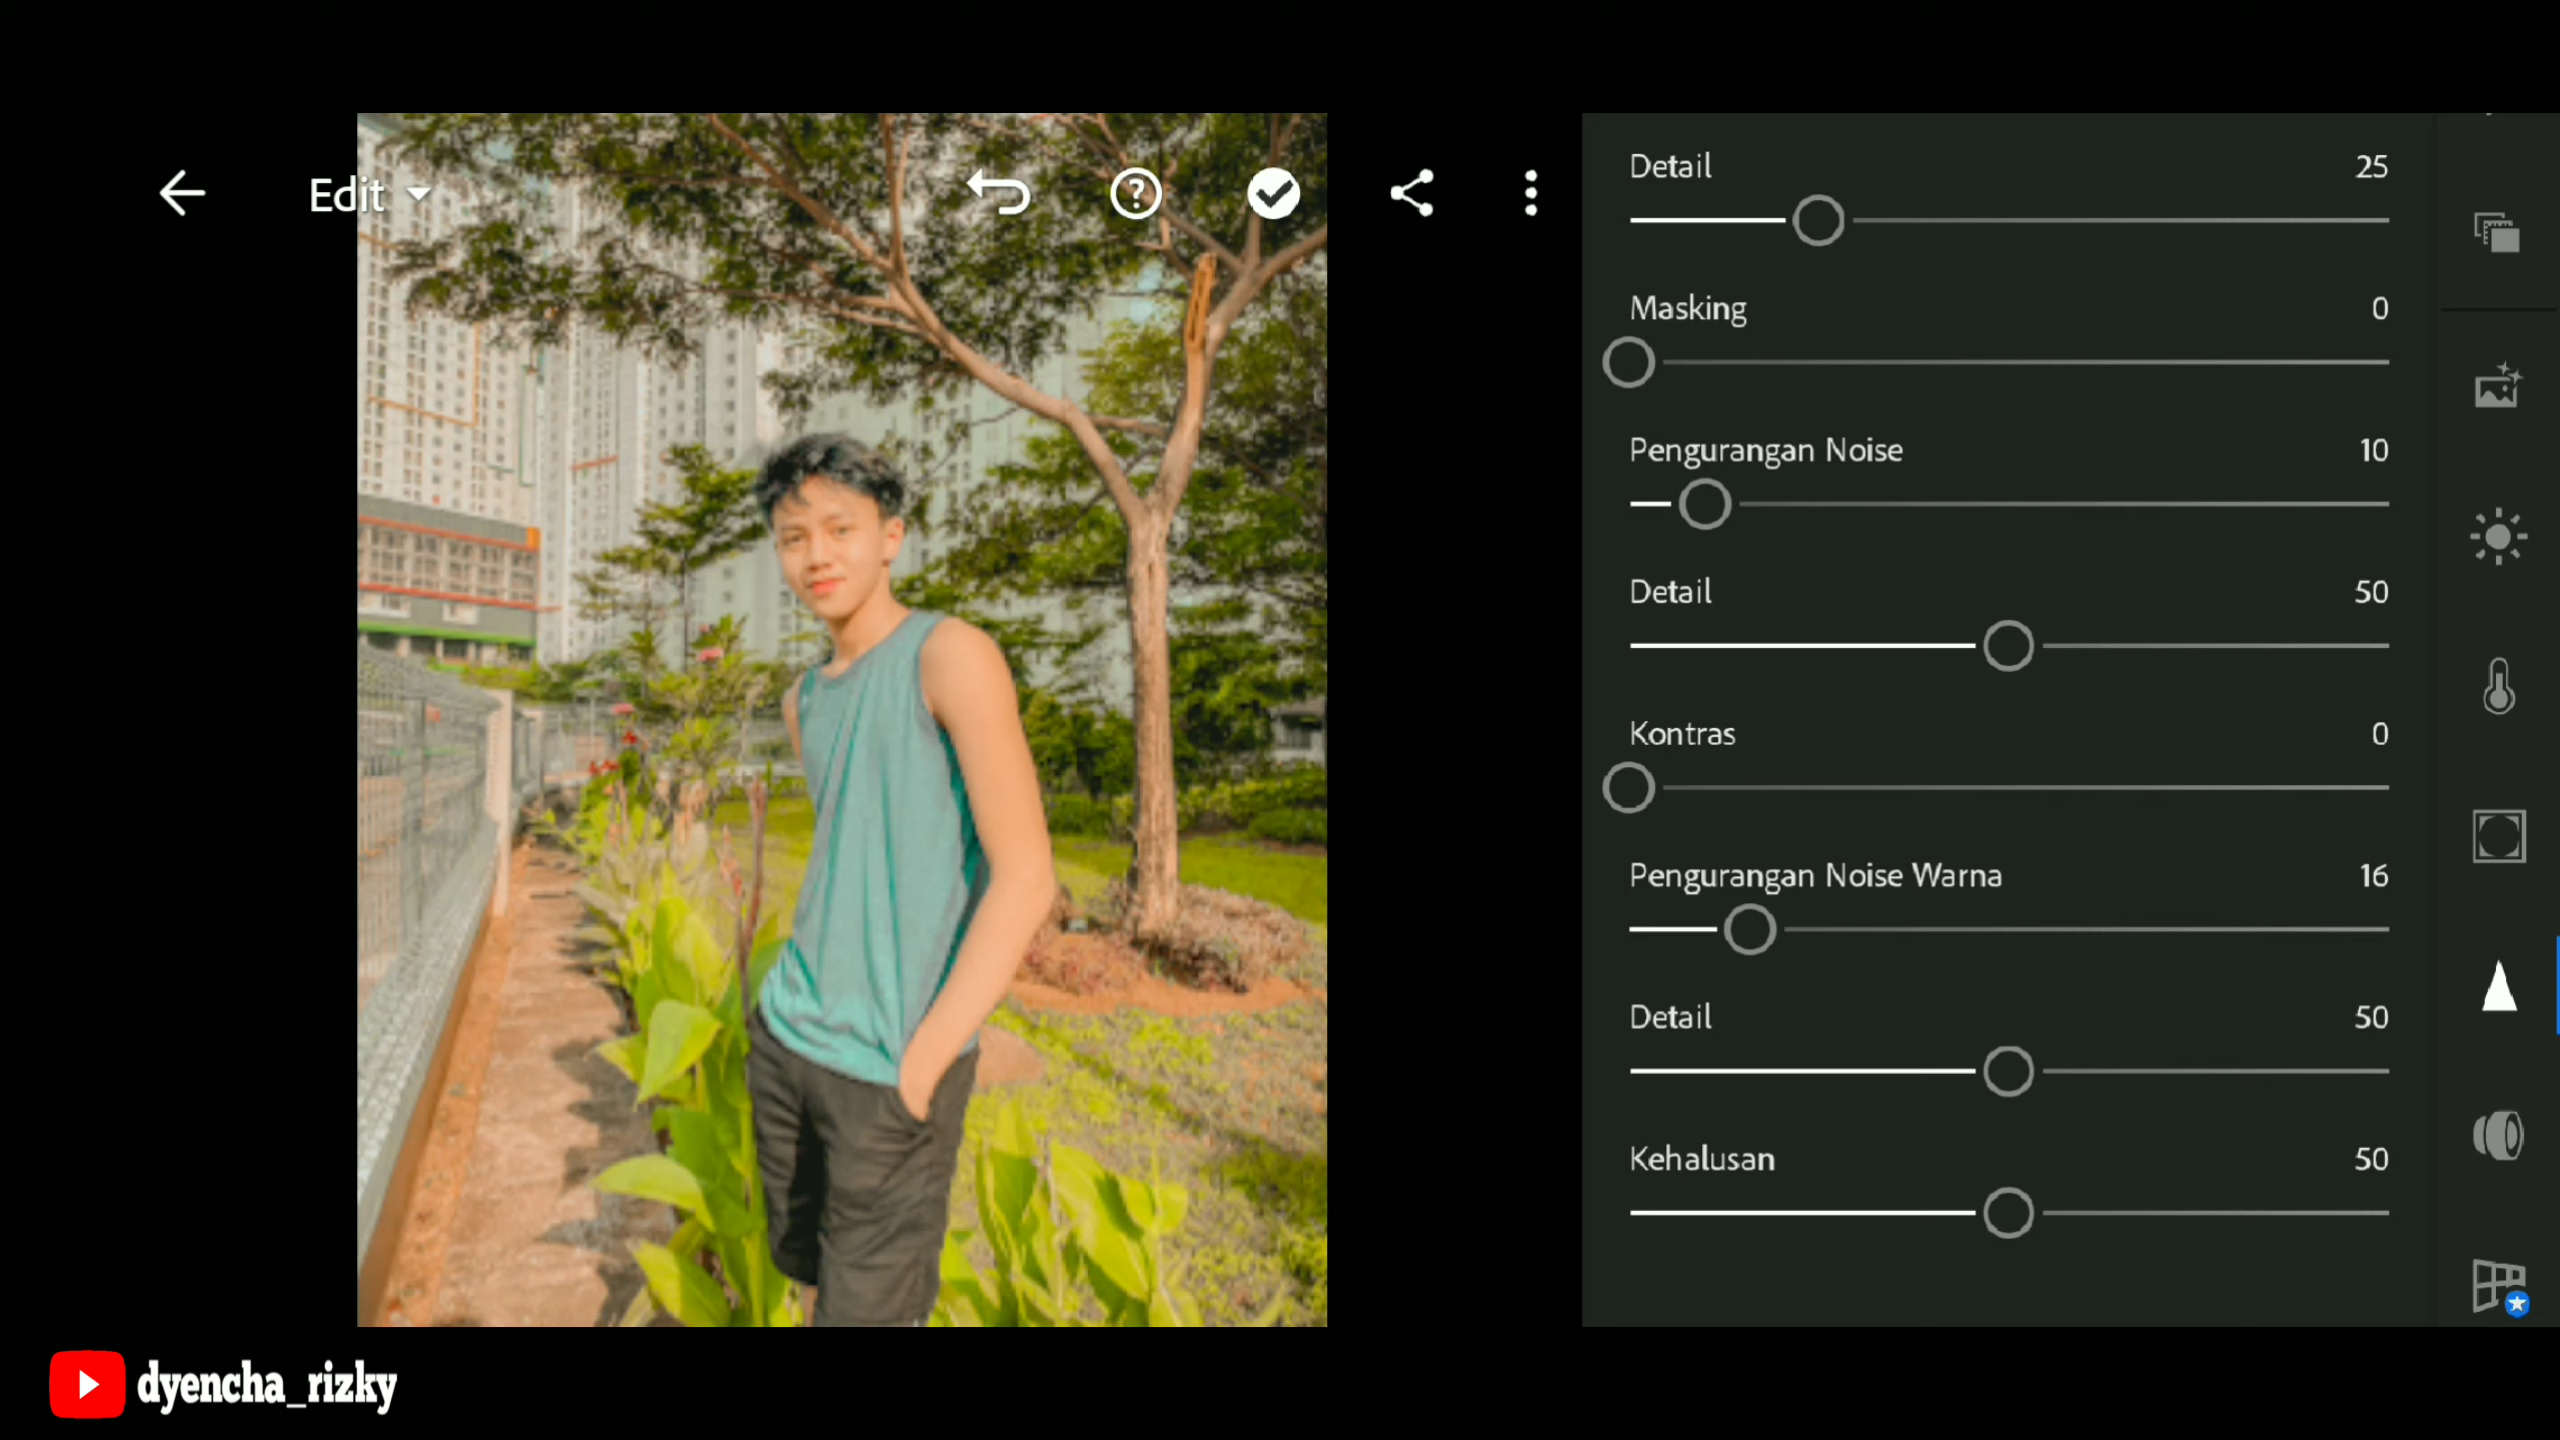 Edit
Detail 25
Masking 0
Pengurangan Noise 10
Detail 50
Kontras 0
Pengurangan Noise Warna 16
Detail 50
Kehalusan 50
dyencha_rizky